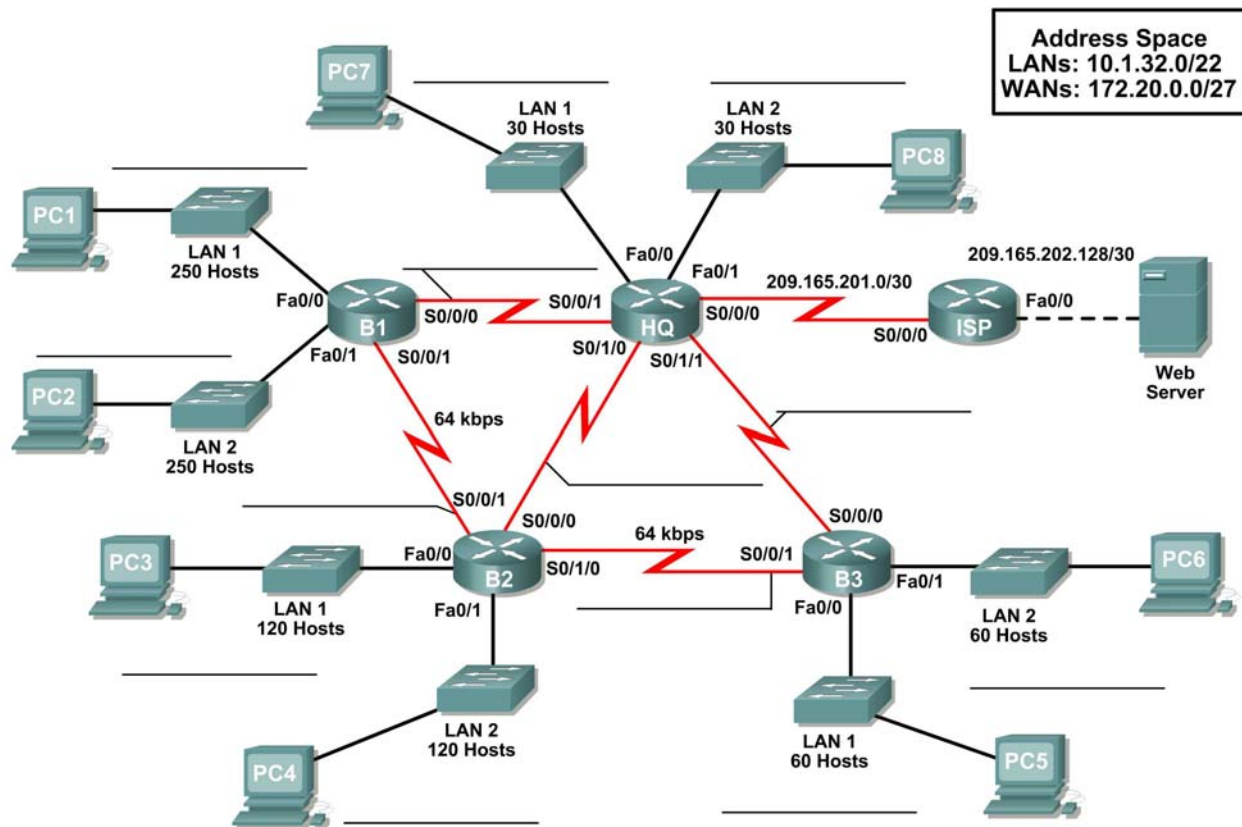 Address Space
LANs: 10.1.32.0/22
WANs: 172.20.0.0/27
PC7
LAN 1
30 Hosts
LAN 2
30 Hosts
PC8
PC1
LAN 1
250 Hosts
Fa0/0
Fa0/1
209.165.201.0/30
209.165.202.128/30
Fa0/0
Fa0/0
B1
S0/0/0
S0/0/1
HQ
S0/0/0
S0/0/0
ISP
Fa0/1
S0/0/1
S0/1/0
S0/1/1
Web
Server
PC2
LAN 2
250 Hosts
64 kbps
S0/0/1
S0/0/0
S0/0/0
64 kbps
PC3
LAN 1
120 Hosts
Fa0/0
B2
S0/1/0
S0/0/1
B3
Fa0/1
PC6
Fa0/1
Fa0/0
LAN 2
60 Hosts
LAN 2
120 Hosts
LAN 1
60 Hosts
PC4
PC5